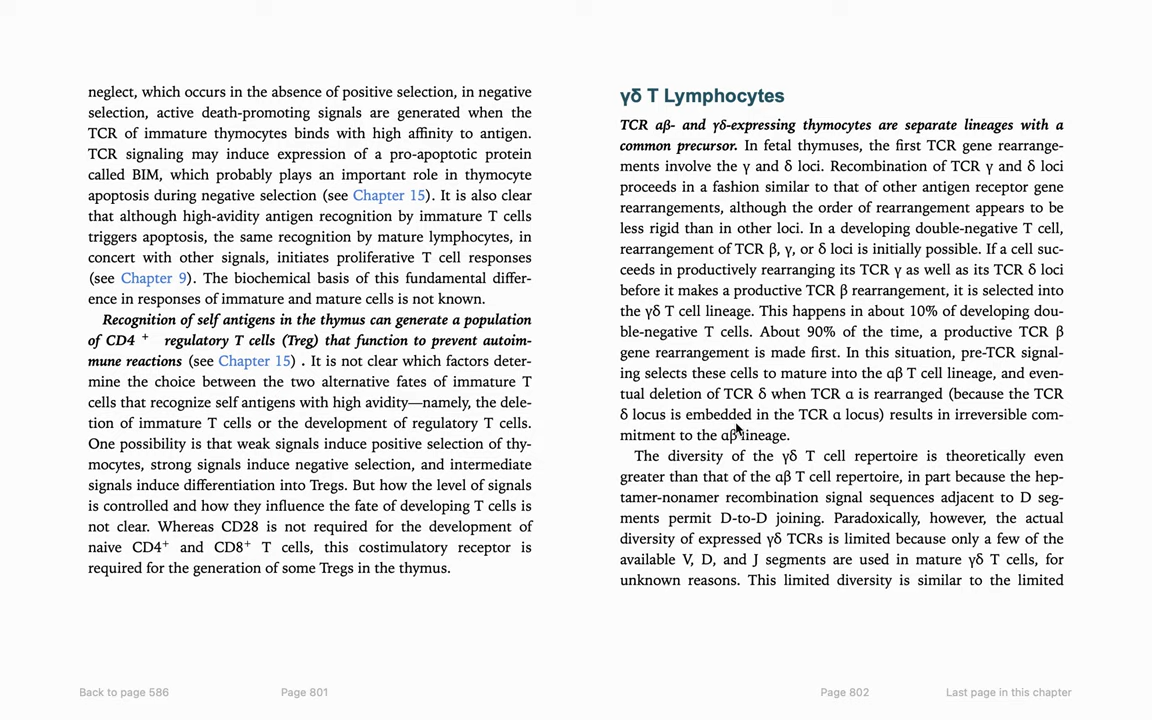 neglect, which occurs in the absence of positive selection, in negative
selection, active death-promoting signals are generated when the
TCR of immature thymocytes binds with high affinity to antigen.
TCR signaling may induce expression of a pro-apoptotic protein
called BIM, which probably plays an important role in thymocyte
apoptosis during negative selection (see Chapter 15). It is also clear
that although high-avidity antigen recognition by immature T cells
triggers apoptosis, the same recognition by mature lymphocytes, in
concert with other signals, initiates proliferative T cell responses
(see Chapter 9). The biochemical basis of this fundamental differ-
ence in responses of immature and mature cells is not known.
Recognition of self antigens in the thymus can generate a population
of CD4 + regulatory T cells (Treg) that function to prevent autoim-
mune reactions (see Chapter 15) . It is not clear which factors deter-
mine the choice between the two alternative fates of immature T
cells that recognize self antigens with high avidity—namely, the dele-
tion of immature T cells or the development of regulatory T cells.
One possibility is that weak signals induce positive selection of thy-
mocytes, strong signals induce negative selection, and intermediate
signals induce differentiation into Tregs. But how the level of signals
is controlled and how they influence the fate of developing T cells is
not clear. Whereas CD28 is not required for the development of
naive CD4+ and CD8+ T cells, this costimulatory receptor is
required for the generation of some Tregs in the thymus.
γδ T Lymphocytes
TCR αβ- and γδ-expressing thymocytes are separate lineages with a
common precursor. In fetal thymuses, the first TCR gene rearrange-
ments involve the γ and δ loci. Recombination of TCR γ and δ loci
proceeds in a fashion similar to that of other antigen receptor gene
rearrangements, although the order of rearrangement appears to be
less rigid than in other loci. In a developing double-negative T cell,
rearrangement of TCR β, γ, or δ loci is initially possible. If a cell suc-
ceeds in productively rearranging its TCR γ as well as its TCR δ loci
before it makes a productive TCR β rearrangement, it is selected into
the γδ T cell lineage. This happens in about 10% of developing dou-
ble-negative T cells. About 90% of the time, a productive TCR β
gene rearrangement is made first. In this situation, pre-TCR signal-
ing selects these cells to mature into the αβ T cell lineage, and even-
tual deletion of TCR δ when TCR α is rearranged (because the TCR
δ locus is embedded in the TCR α locus) results in irreversible com-
mitment to the αβ lineage.
The diversity of the γδ T cell repertoire is theoretically even
greater than that of the αβ T cell repertoire, in part because the hep-
tamer-nonamer recombination signal sequences adjacent to D seg-
ments permit D-to-D joining. Paradoxically, however, the actual
diversity of expressed γδ TCRs is limited because only a few of the
available V, D, and J segments are used in mature γδ T cells, for
unknown reasons. This limited diversity is similar to the limited
Back to page 586
Page 801
Page 802
Last page in this chapter